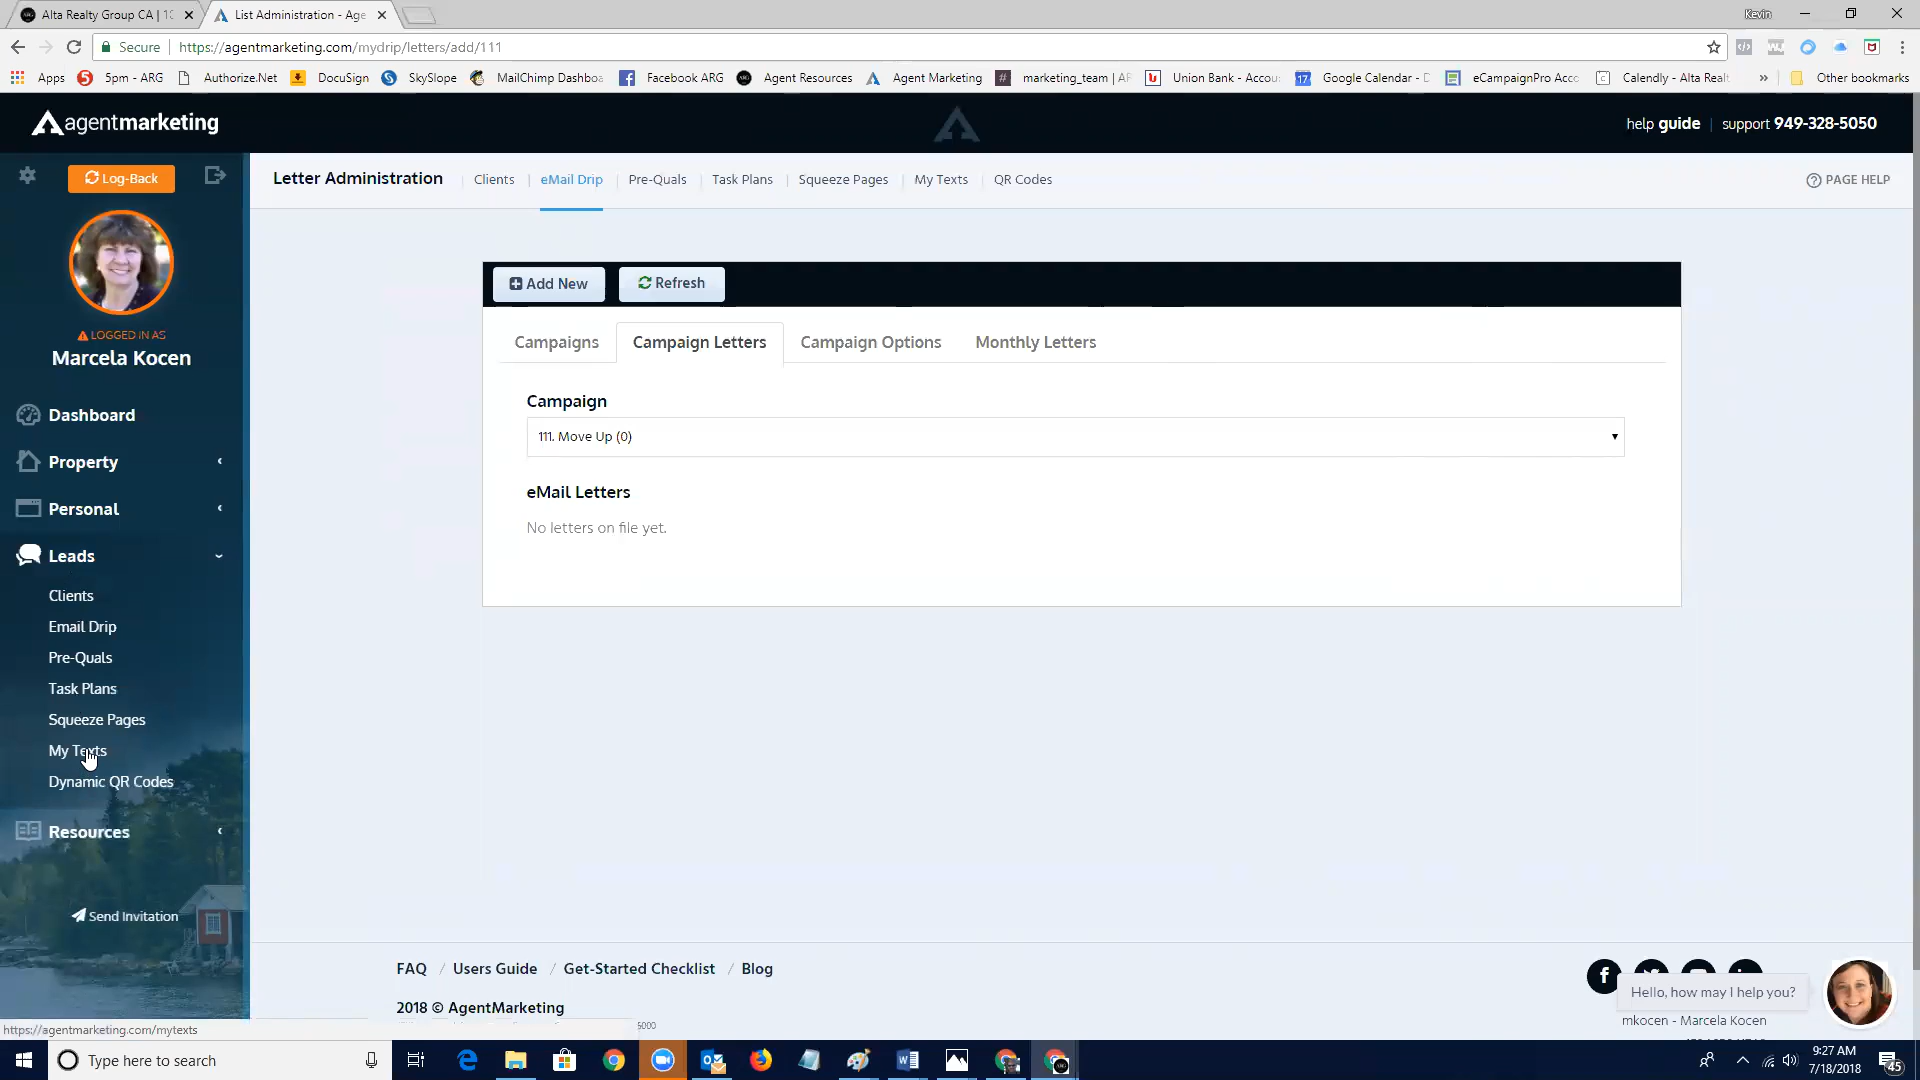 Alta Realty Group CA | 1
List Administration - Age
Kevin
Secure | https://agentmarketing.com/mydrip/letters/add/111
Apps 5pm - ARG Authorize.Net DocuSign SkySlope MailChimp Dashboa Facebook ARG Agent Resources Agent Marketing marketing_team | AR Union Bank - Accou Google Calendar - D eCampaignPro Acco Calendly - Alta Realt » Other bookmarks
agentmarketing
help guide | support 949-328-5050
Log-Back
Letter Administration | Clients | eMail Drip | Pre-Quals | Task Plans | Squeeze Pages | My Texts | QR Codes
PAGE HELP
LOGGED IN AS
Marcela Kocen
Dashboard
Property
Personal
Leads
Clients
Email Drip
Pre-Quals
Task Plans
Squeeze Pages
My Texts
Dynamic QR Codes
Resources
Send Invitation
Add New Refresh
Campaigns Campaign Letters Campaign Options Monthly Letters
Campaign
111. Move Up (0)
eMail Letters
No letters on file yet.
FAQ / Users Guide / Get-Started Checklist / Blog
2018 © AgentMarketing
Hello, how may I help you?
mkocen - Marcela Kocen
https://agentmarketing.com/mytexts
Type here to search
9:27 AM
7/18/2018
45